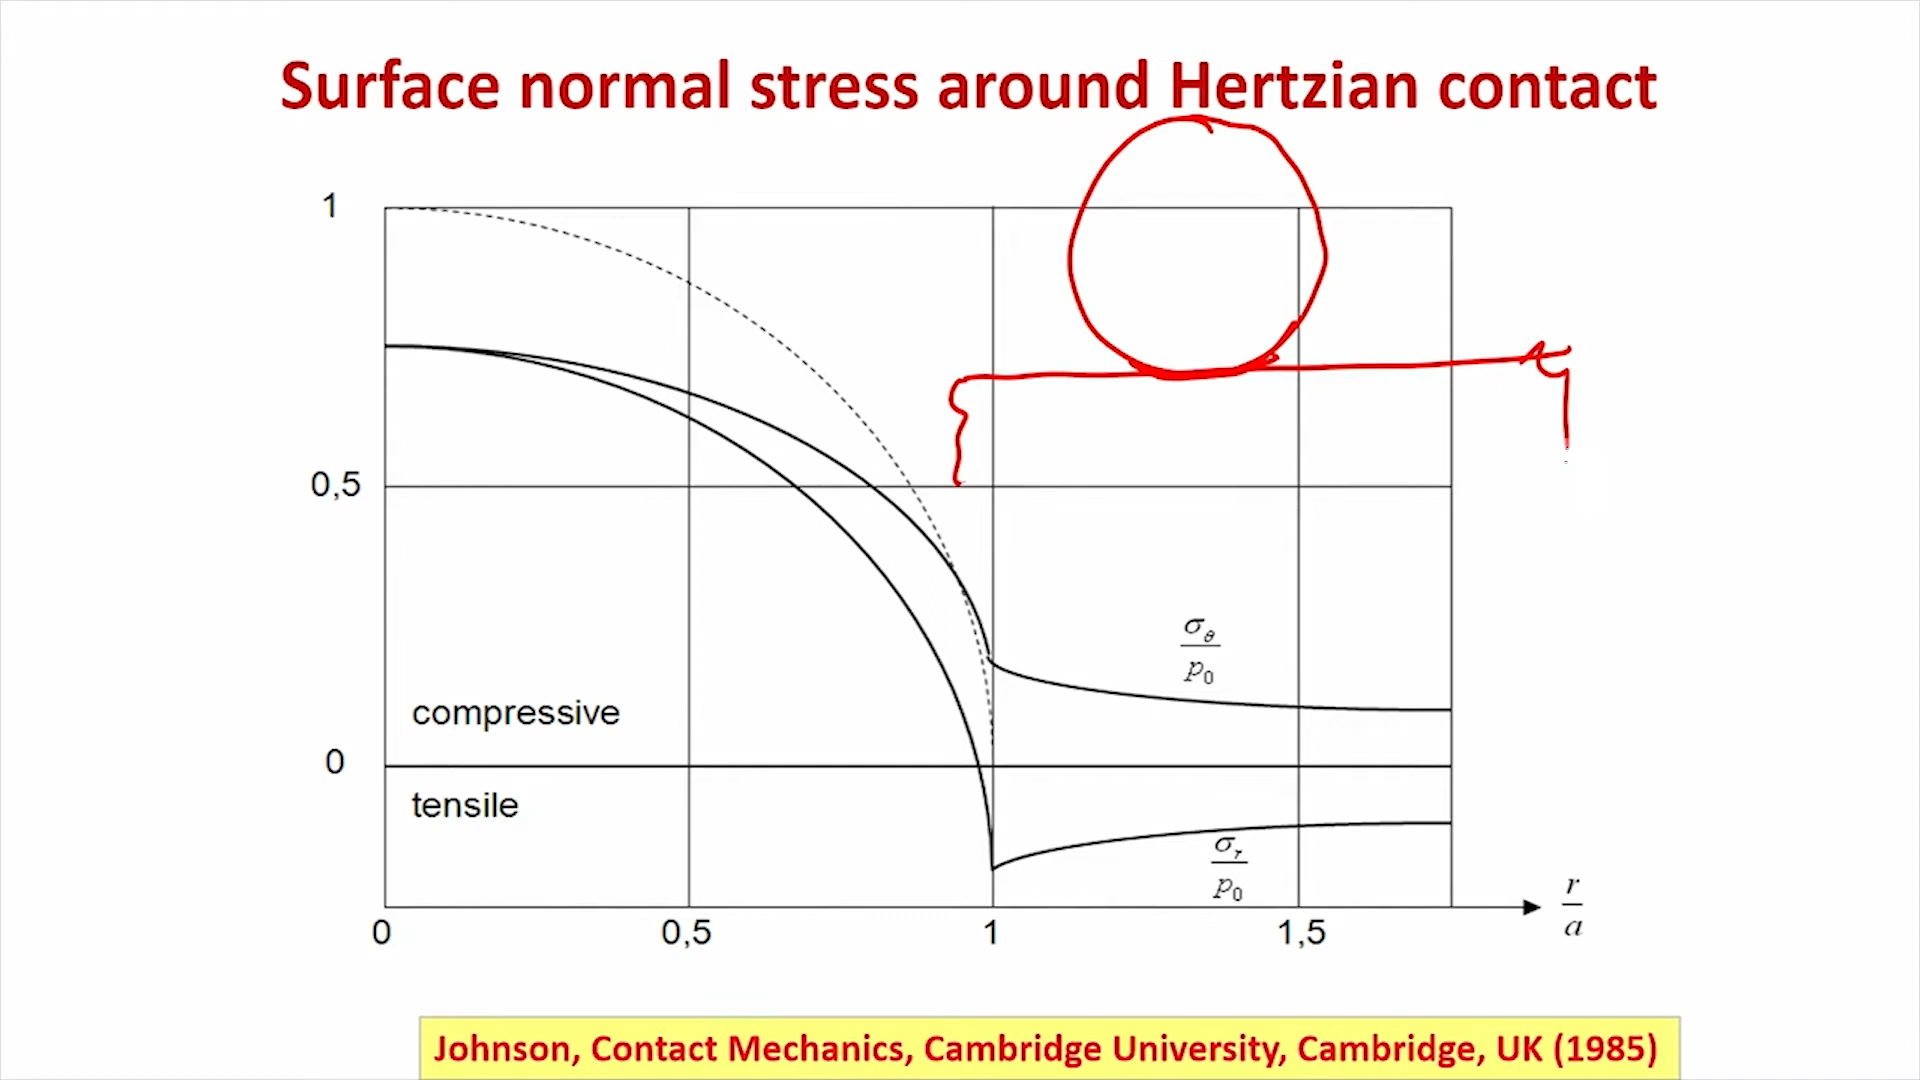 Surface normal stress around Hertzian contact
1
0,5
σθ
p0
compressive
0
tensile
σr
p0
r
a
0 0,5 1 1,5
Johnson, Contact Mechanics, Cambridge University, Cambridge, UK (1985)